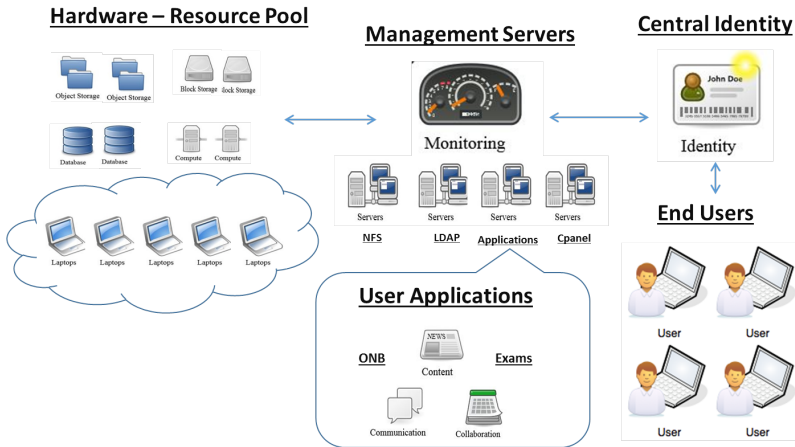 Hardware – Resource Pool
Management Servers
Central Identity
Object Storage
Object Storage
Block Storage
lock Storage
Database
Database
Compute
Compute
Monitoring
John Doe
Identity
Laptops
Laptops
Laptops
Laptops
Laptops
Servers
Servers
Servers
Servers
NFS
LDAP
Applications
Cpanel
End Users
User Applications
NEWS
ONB
Exams
Content
Communication
Collaboration
User
User
User
User